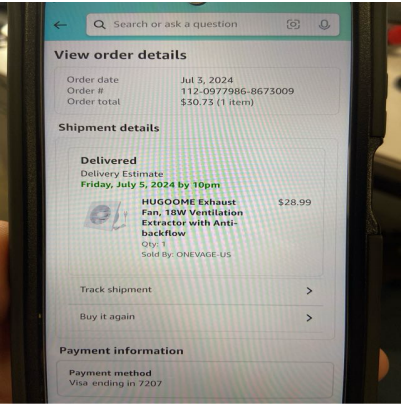 Search or ask a question
View order details
Order date Jul 3, 2024
Order # 112-0977986-8673009
Order total $30.73 (1 item)
Shipment details
Delivered
Delivery Estimate
Friday, July 5, 2024 by 10pm
HUGOOME Exhaust $28.99
Fan, 18W Ventilation
Extractor with Anti-
backflow
Qty: 1
Sold By: ONEVAGE-US
Track shipment
Buy it again
Payment information
Payment method
Visa ending in 7207